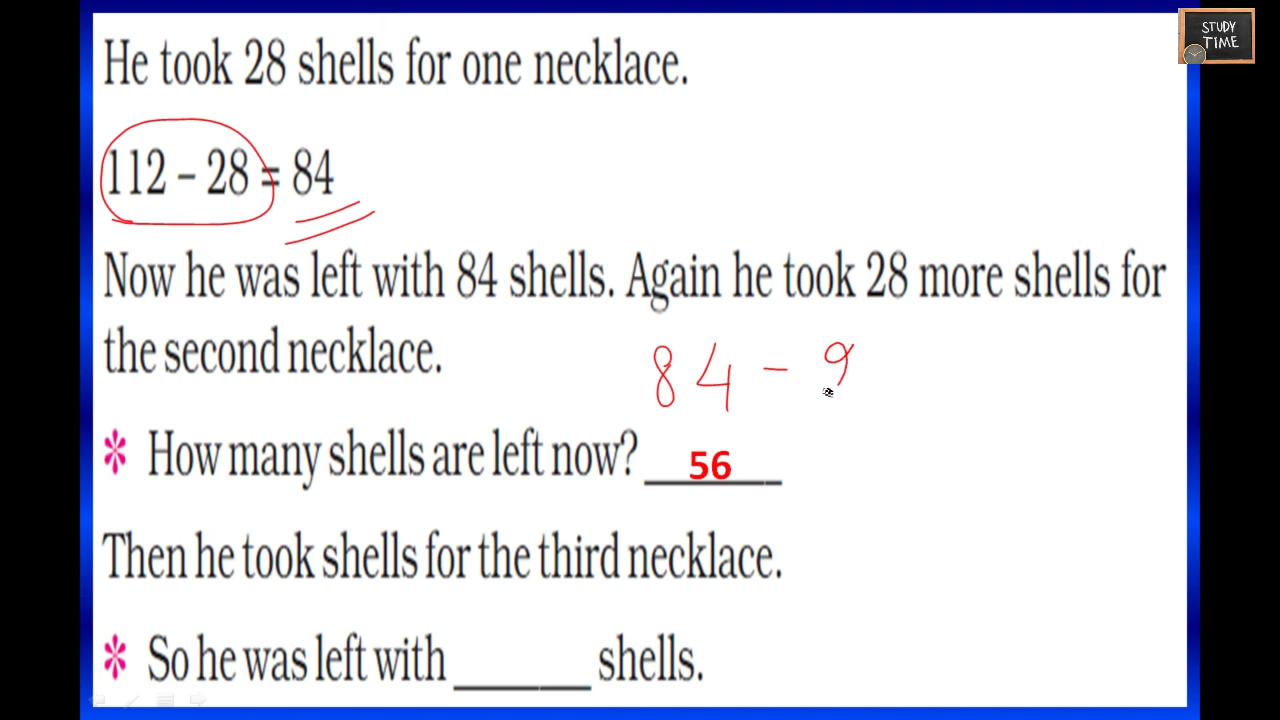 STUDY
TIME
He took 28 shells for one necklace.
112 – 28 = 84
Now he was left with 84 shells. Again he took 28 more shells for
the second necklace.
84 - 9
* How many shells are left now? ______ 56
Then he took shells for the third necklace.
* So he was left with ______ shells.